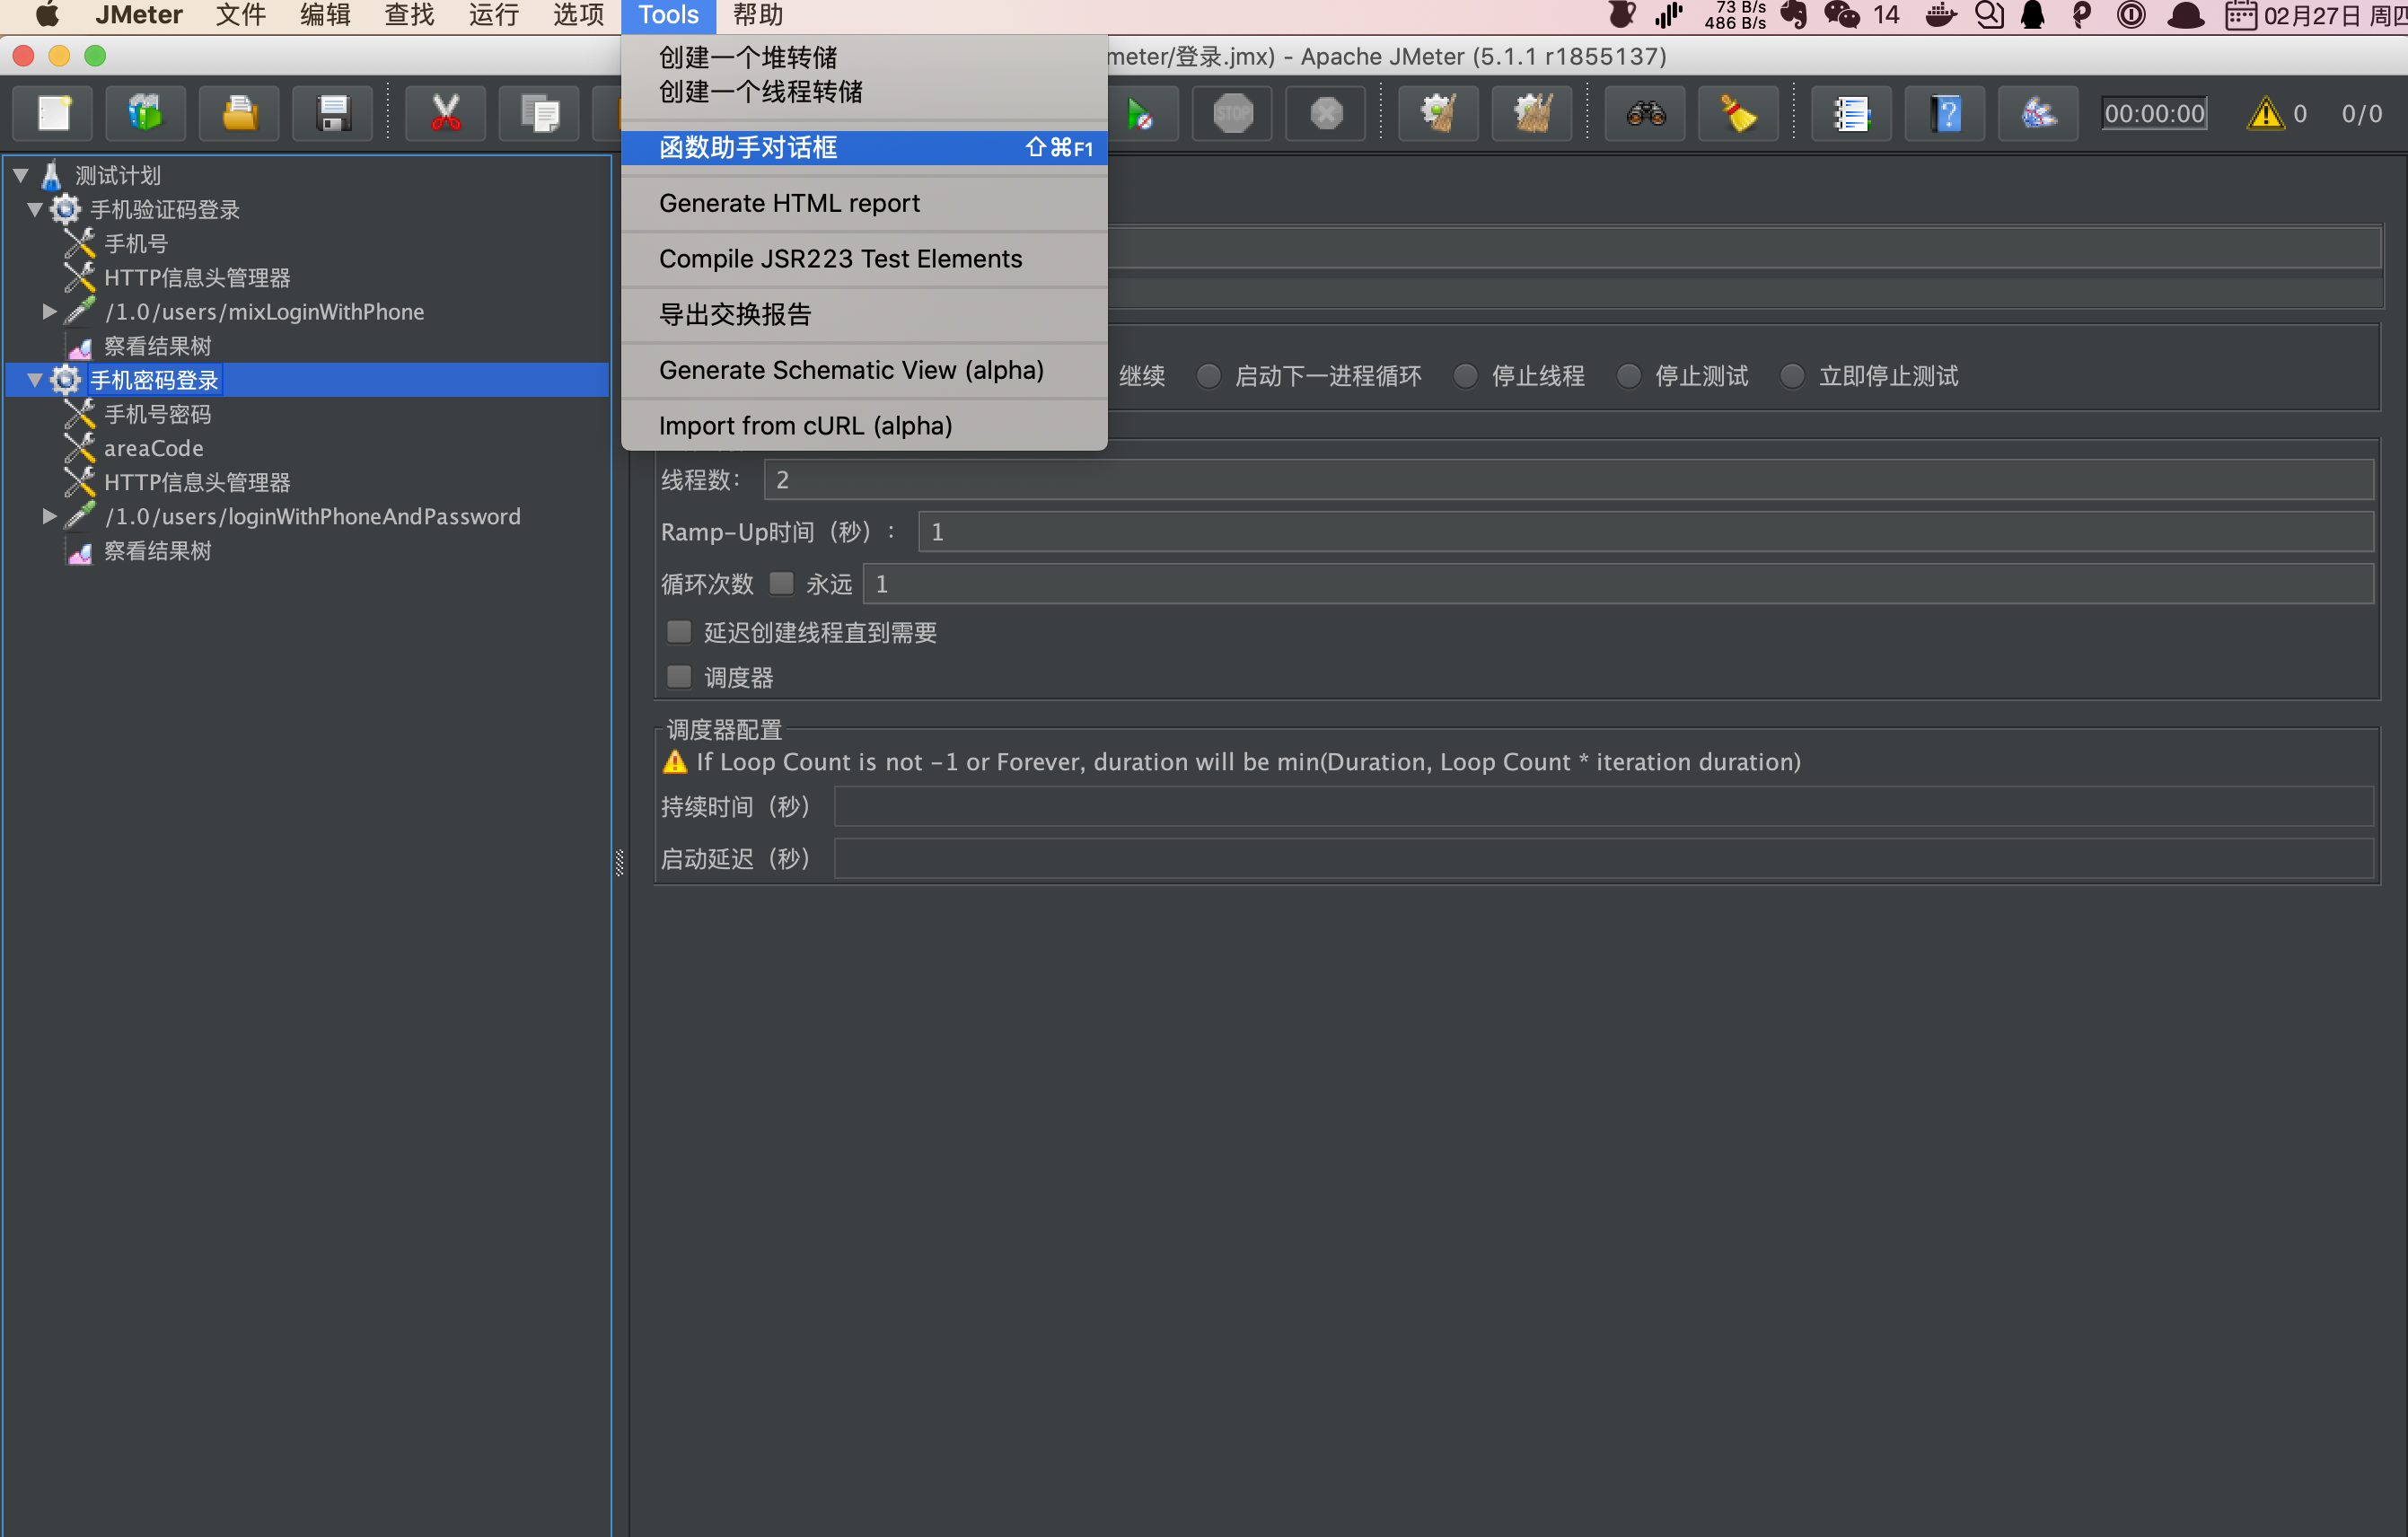 JMeter 文件 编辑 查找 运行 选项 Tools 帮助 73 B/s 486 B/s 14 02月27日 周四
meter/登录.jmx) - Apache JMeter (5.1.1 r1855137)
STOP 00:00:00 0 0/0
创建一个堆转储
创建一个线程转储
函数助手对话框 ⇧⌘F1
Generate HTML report
Compile JSR223 Test Elements
导出交换报告
Generate Schematic View (alpha)
Import from cURL (alpha)
测试计划
手机验证码登录
手机号
HTTP信息头管理器
/1.0/users/mixLoginWithPhone
察看结果树
手机密码登录
手机号密码
areaCode
HTTP信息头管理器
/1.0/users/loginWithPhoneAndPassword
察看结果树
继续 启动下一进程循环 停止线程 停止测试 立即停止测试
线程数： 2
Ramp-Up时间（秒）： 1
循环次数 永远 1
延迟创建线程直到需要
调度器
调度器配置
If Loop Count is not -1 or Forever, duration will be min(Duration, Loop Count * iteration duration)
持续时间（秒）
启动延迟（秒）